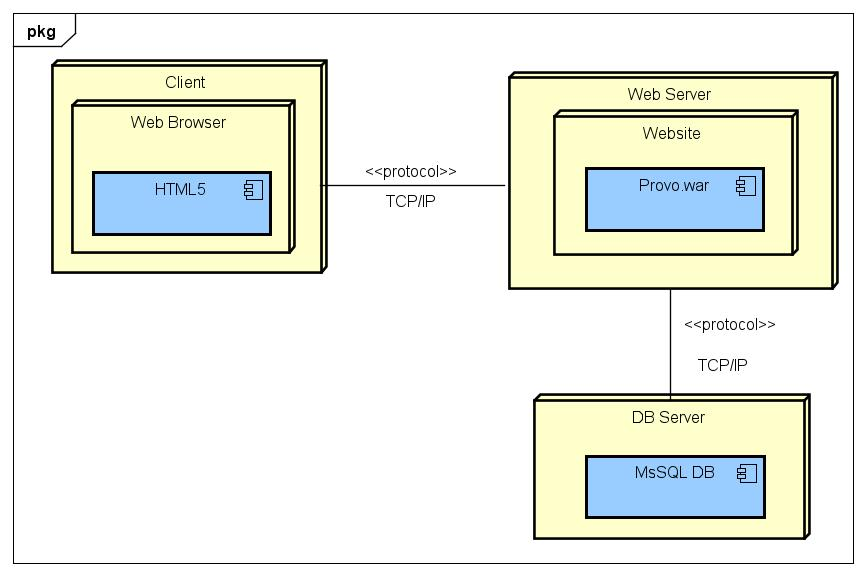 pkg
Client
Web Browser
HTML5
<<protocol>>
TCP/IP
Web Server
Website
Provo.war
<<protocol>>
TCP/IP
DB Server
MsSQL DB